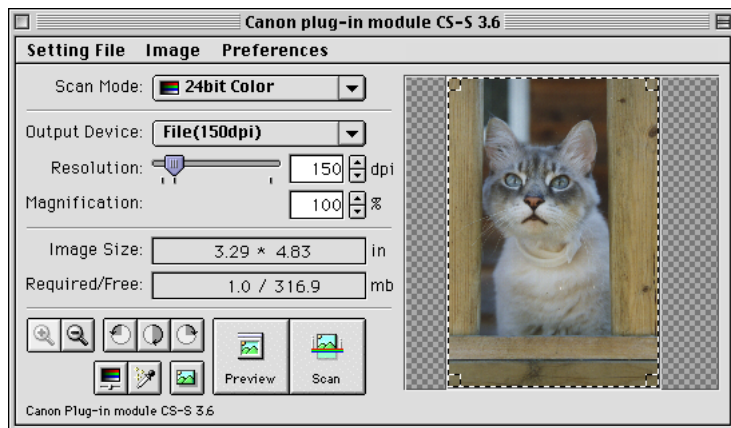 Canon plug-in module CS-S 3.6
Setting File Image Preferences
Scan Mode: 24bit Color
Output Device: File(150dpi)
Resolution: 150 dpi
Magnification: 100 %
Image Size: 3.29 * 4.83 in
Required/Free: 1.0 / 316.9 mb
Preview Scan
Canon Plug-in module CS-S 3.6